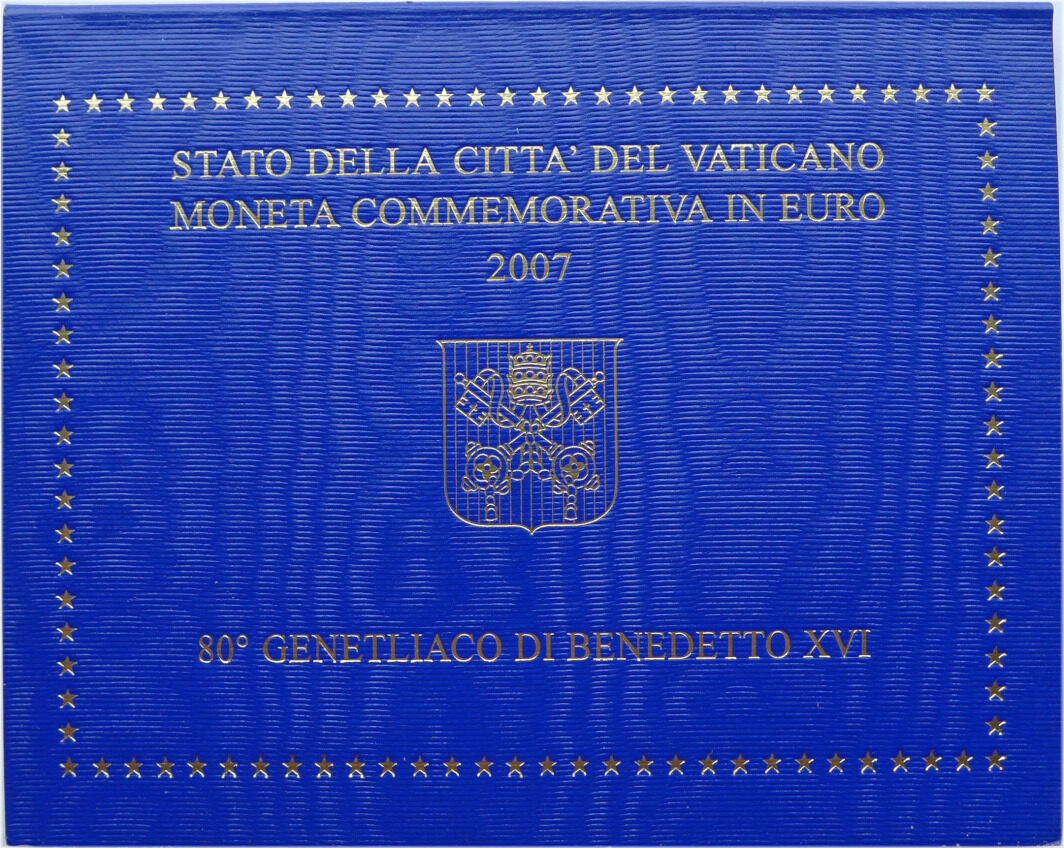 STATO DELLA CITTA' DEL VATICANO
MONETA COMMEMORATIVA IN EURO
2007
80° GENETLIACO DI BENEDETTO XVI